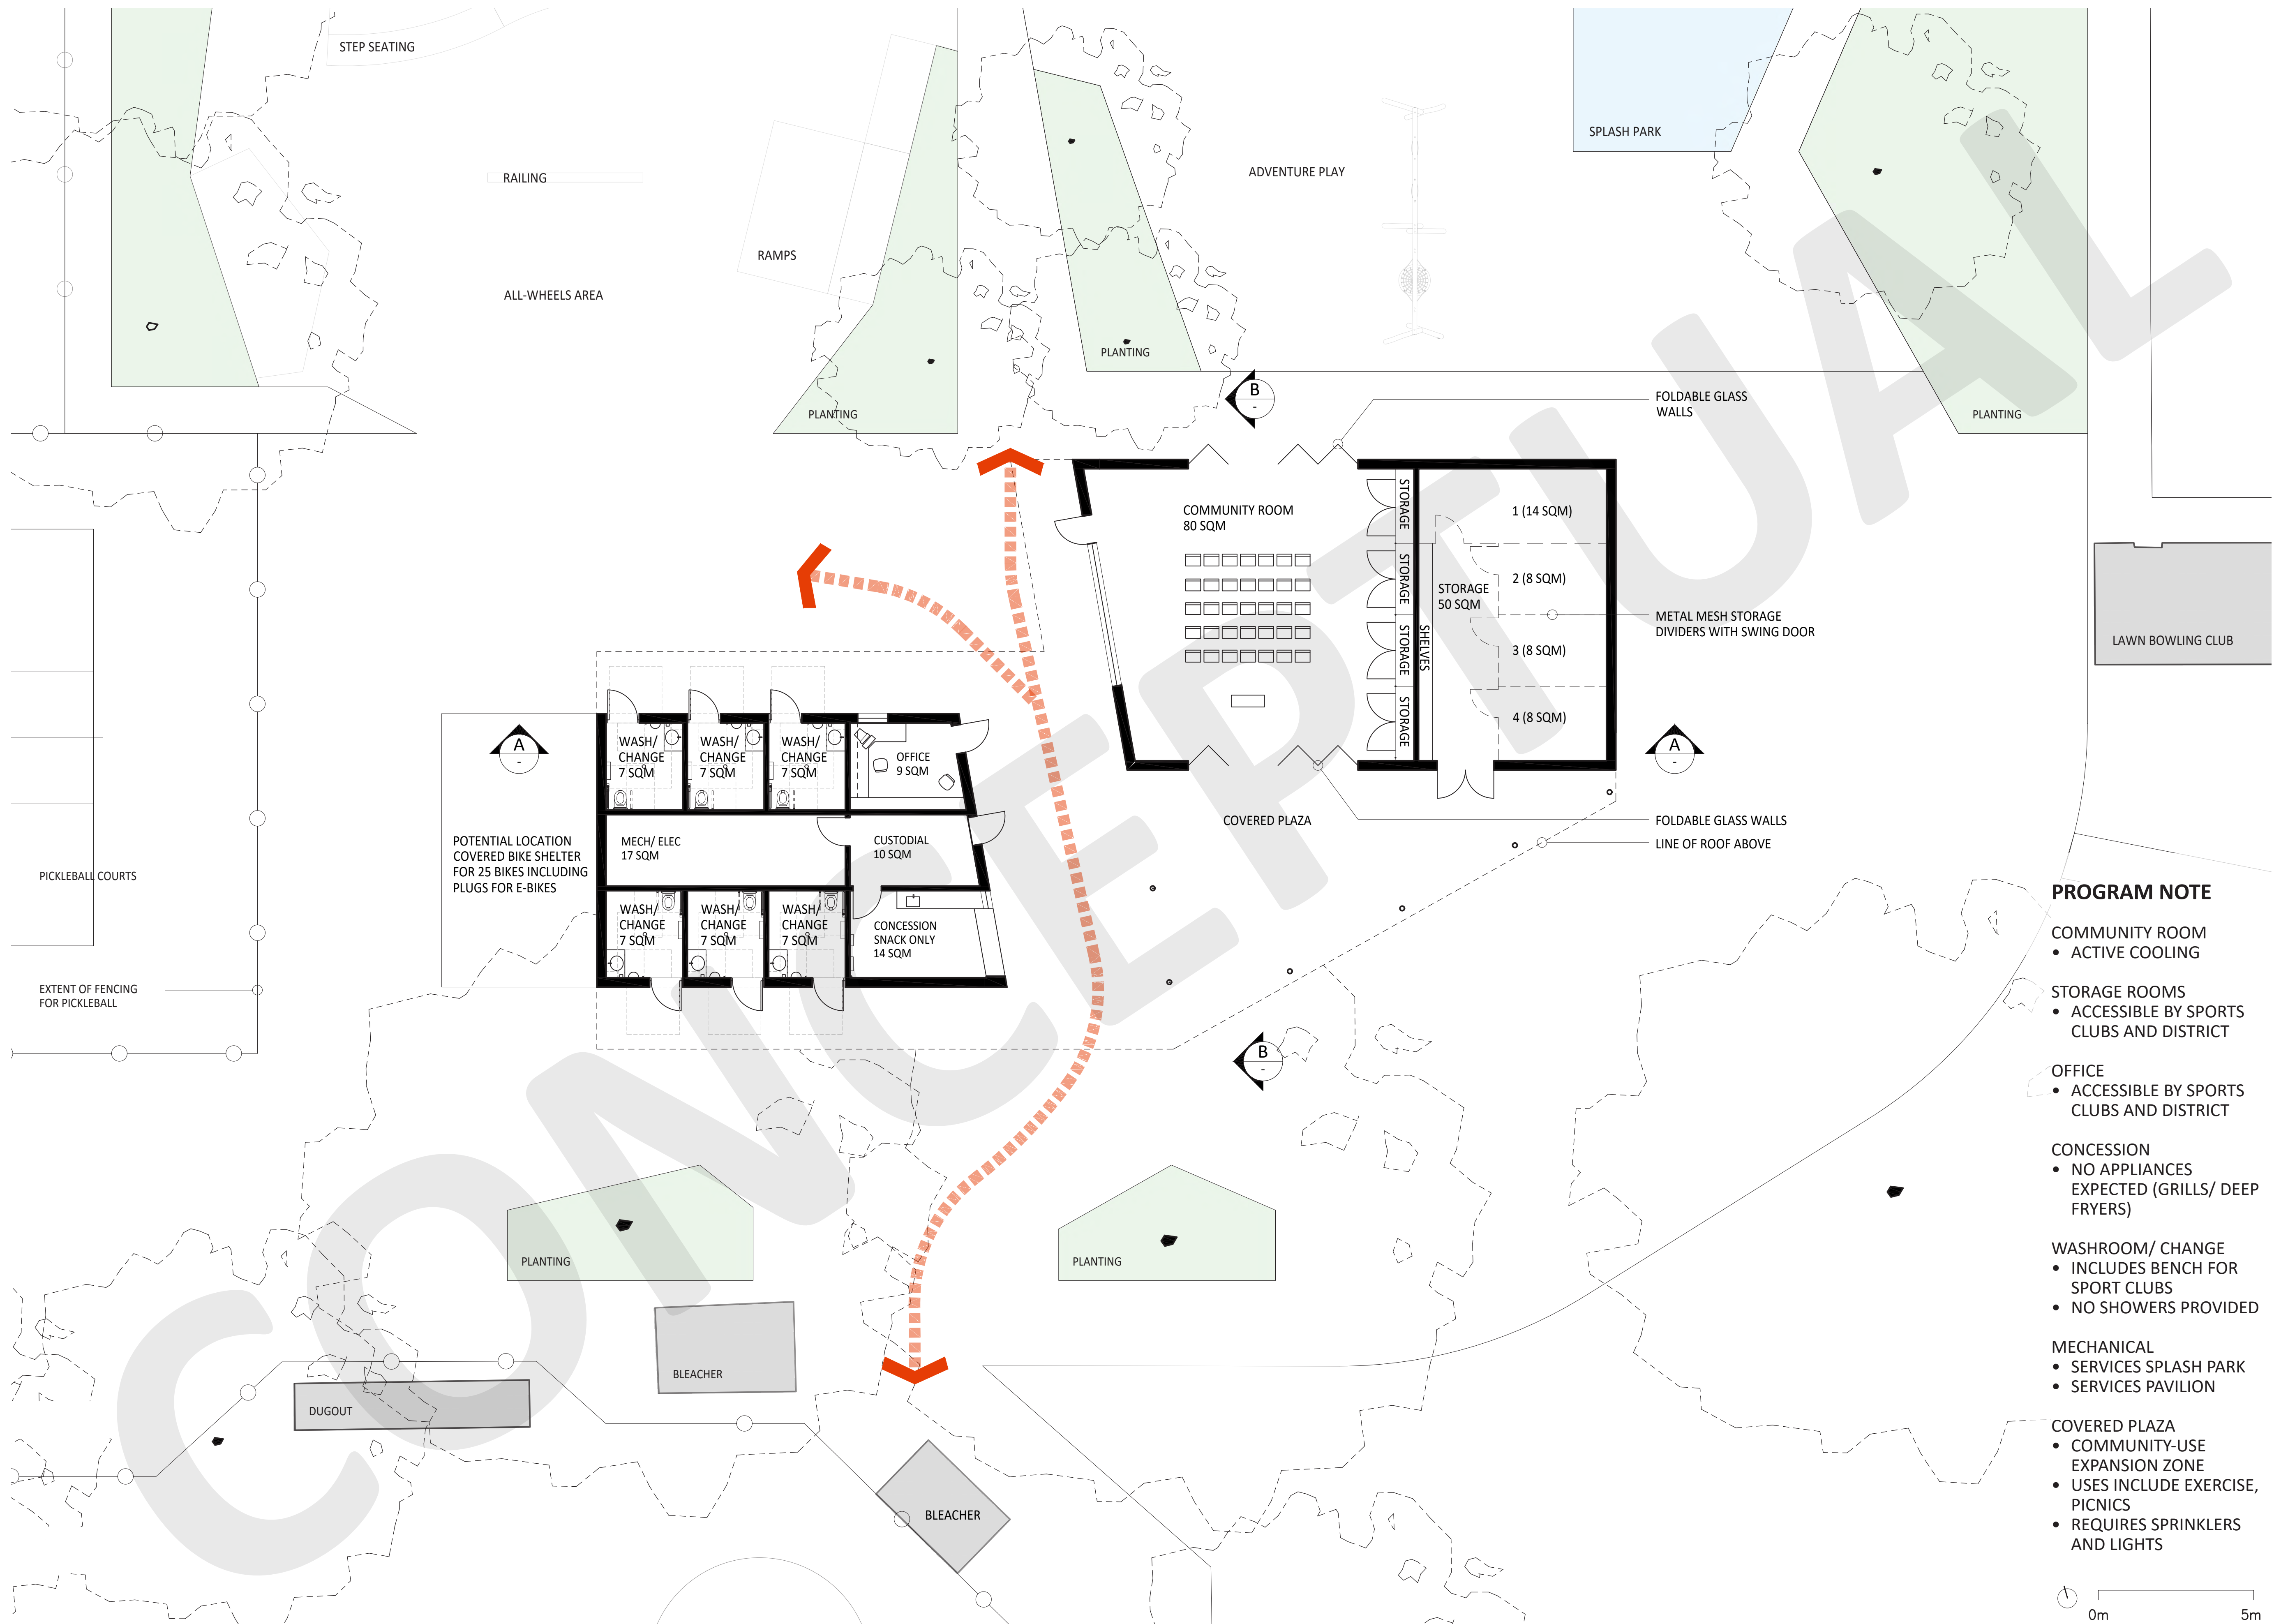 STEP SEATING
SPLASH PARK
RAILING
ADVENTURE PLAY
RAMPS
ALL-WHEELS AREA
PLANTING
PLANTING
PLANTING
B
-
FOLDABLE GLASS
WALLS
COMMUNITY ROOM
80 SQM
STORAGE
STORAGE
STORAGE
STORAGE
SHELVES
STORAGE
50 SQM
1 (14 SQM)
2 (8 SQM)
3 (8 SQM)
4 (8 SQM)
METAL MESH STORAGE
DIVIDERS WITH SWING DOOR
LAWN BOWLING CLUB
A
-
A
-
WASH/
CHANGE
7 SQM
WASH/
CHANGE
7 SQM
WASH/
CHANGE
7 SQM
OFFICE
9 SQM
COVERED PLAZA
FOLDABLE GLASS WALLS
LINE OF ROOF ABOVE
POTENTIAL LOCATION
COVERED BIKE SHELTER
FOR 25 BIKES INCLUDING
PLUGS FOR E-BIKES
MECH/ ELEC
17 SQM
CUSTODIAL
10 SQM
PICKLEBALL COURTS
WASH/
CHANGE
7 SQM
WASH/
CHANGE
7 SQM
WASH/
CHANGE
7 SQM
CONCESSION
SNACK ONLY
14 SQM
EXTENT OF FENCING
FOR PICKLEBALL
B
-
PLANTING
PLANTING
BLEACHER
DUGOUT
BLEACHER
CONCEPTUAL
PROGRAM NOTE
COMMUNITY ROOM
• ACTIVE COOLING
STORAGE ROOMS
• ACCESSIBLE BY SPORTS
CLUBS AND DISTRICT
OFFICE
• ACCESSIBLE BY SPORTS
CLUBS AND DISTRICT
CONCESSION
• NO APPLIANCES
EXPECTED (GRILLS/ DEEP
FRYERS)
WASHROOM/ CHANGE
• INCLUDES BENCH FOR
SPORT CLUBS
• NO SHOWERS PROVIDED
MECHANICAL
• SERVICES SPLASH PARK
• SERVICES PAVILION
COVERED PLAZA
• COMMUNITY-USE
EXPANSION ZONE
• USES INCLUDE EXERCISE,
PICNICS
• REQUIRES SPRINKLERS
AND LIGHTS
0m 5m